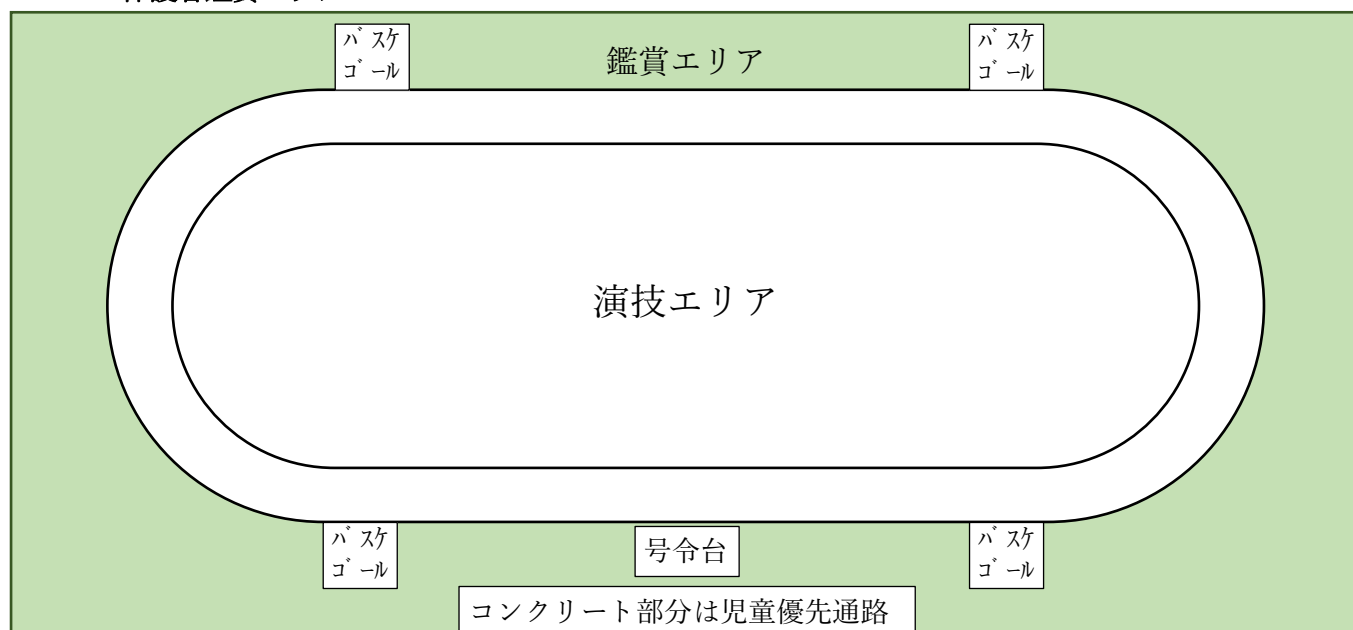 バスケ
ゴール
鑑賞エリア
バスケ
ゴール
演技エリア
バスケ
ゴール
号令台
バスケ
ゴール
コンクリート部分は児童優先通路